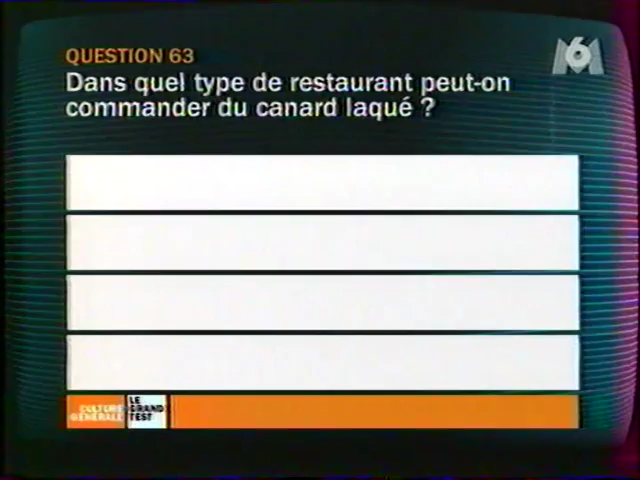 QUESTION 63
M6
Dans quel type de restaurant peut-on
commander du canard laqué ?
CULTURE
GÉNÉRALE
LE
GRAND
TEST